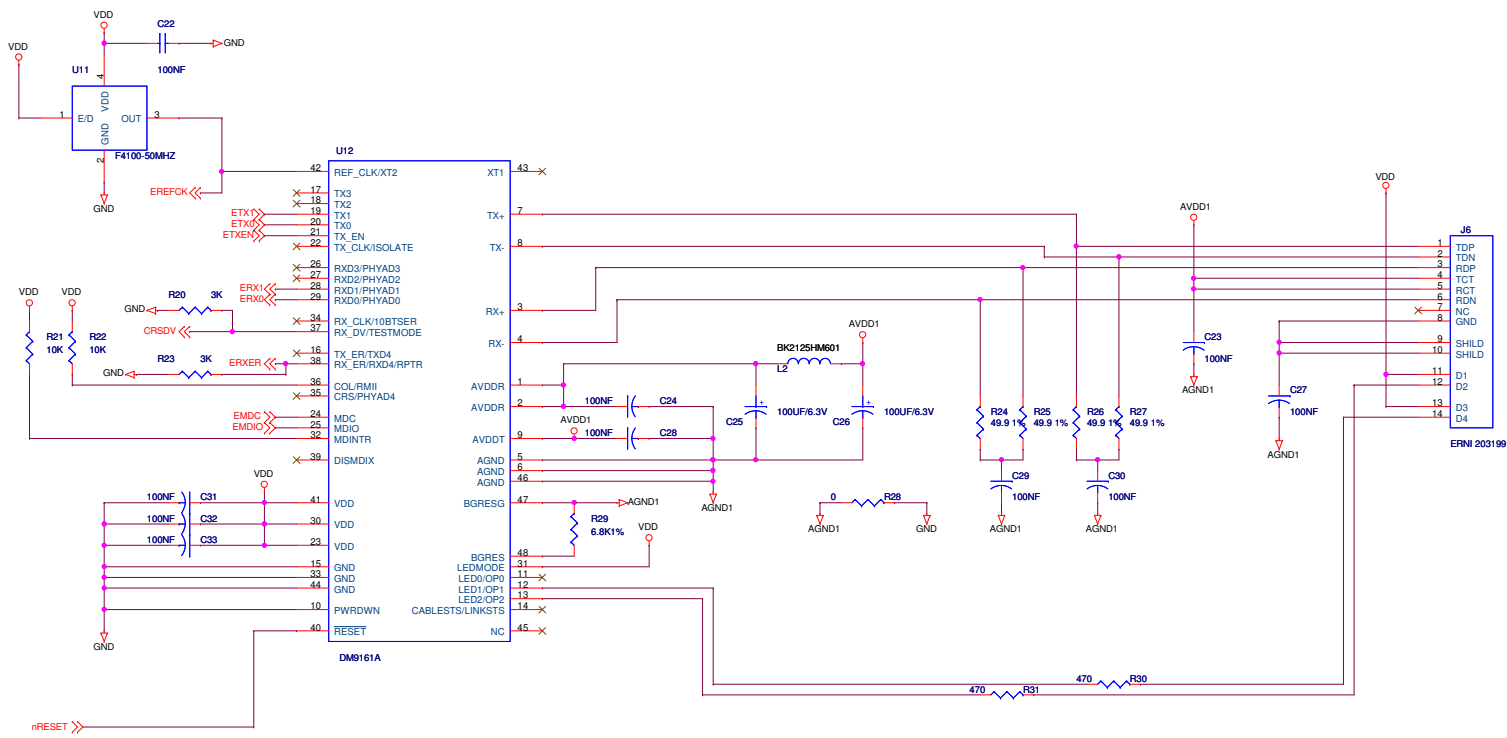 VDD
C22
VDD
GND
U11
100NF
4
VDD
1
E/D
OUT
3
GND
2
F4100-50MHZ
GND
EREFCK
U12
42
REF_CLK/XT2
17
TX3
18
TX2
ETX1
19
TX1
ETX0
20
TX0
ETXEN
21
TX_EN
22
TX_CLK/ISOLATE
26
RXD3/PHYAD3
27
RXD2/PHYAD2
ERX1
28
RXD1/PHYAD1
ERX0
29
RXD0/PHYAD0
VDD
VDD
R20
3K
GND
34
RX_CLK/10BTSER
CRSDV
37
RX_DV/TESTMODE
R21
R22
10K
10K
R23
3K
16
TX_ER/TXD4
ERXER
38
RX_ER/RXD4/RPTR
GND
36
COL/RMII
35
CRS/PHYAD4
EMDC
24
MDC
EMDIO
25
MDIO
32
MDINTR
39
DISMDIX
VDD
100NF
C31
41
VDD
100NF
C32
30
VDD
100NF
C33
23
VDD
15
GND
33
GND
44
GND
10
PWRDWN
40
RESET
GND
DM9161A
nRESET
XT1
43
TX+
7
TX-
8
RX+
3
RX-
4
AVDDR
1
AVDDR
2
AVDDT
9
AGND
5
AGND
6
AGND
46
BGRESG
47
BGRES
48
LEDMODE
31
LED0/OP0
11
LED1/OP1
12
LED2/OP2
13
CABLESTS/LINKSTS
14
NC
45
AVDD1
BK2125HM601
L2
100NF
C24
AVDD1
100NF
C28
C25
100UF/6.3V
C26
100UF/6.3V
AGND1
AGND1
R29
6.8K1%
VDD
0
R28
AGND1
GND
R24
49.9 1%
R25
49.9 1%
R26
49.9 1%
R27
49.9 1%
C29
100NF
AGND1
C30
100NF
AGND1
470
R30
470
R31
AVDD1
C23
100NF
AGND1
VDD
C27
100NF
AGND1
J6
1
TDP
2
TDN
3
RDP
4
TCT
5
RCT
6
RDN
7
NC
8
GND
9
SHILD
10
SHILD
11
D1
12
D2
13
D3
14
D4
ERNI 203199